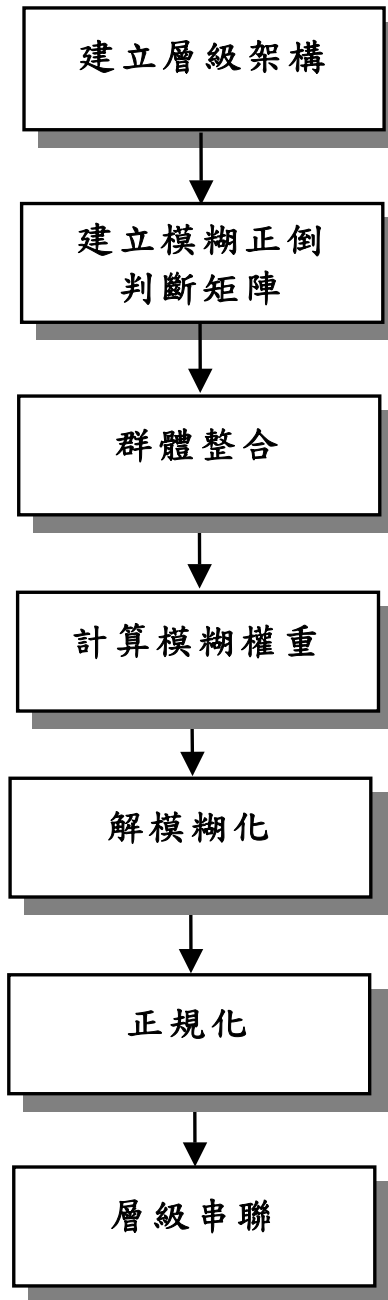 建立層級架構
建立模糊正倒
判斷矩陣
群體整合
計算模糊權重
解模糊化
正規化
層級串聯